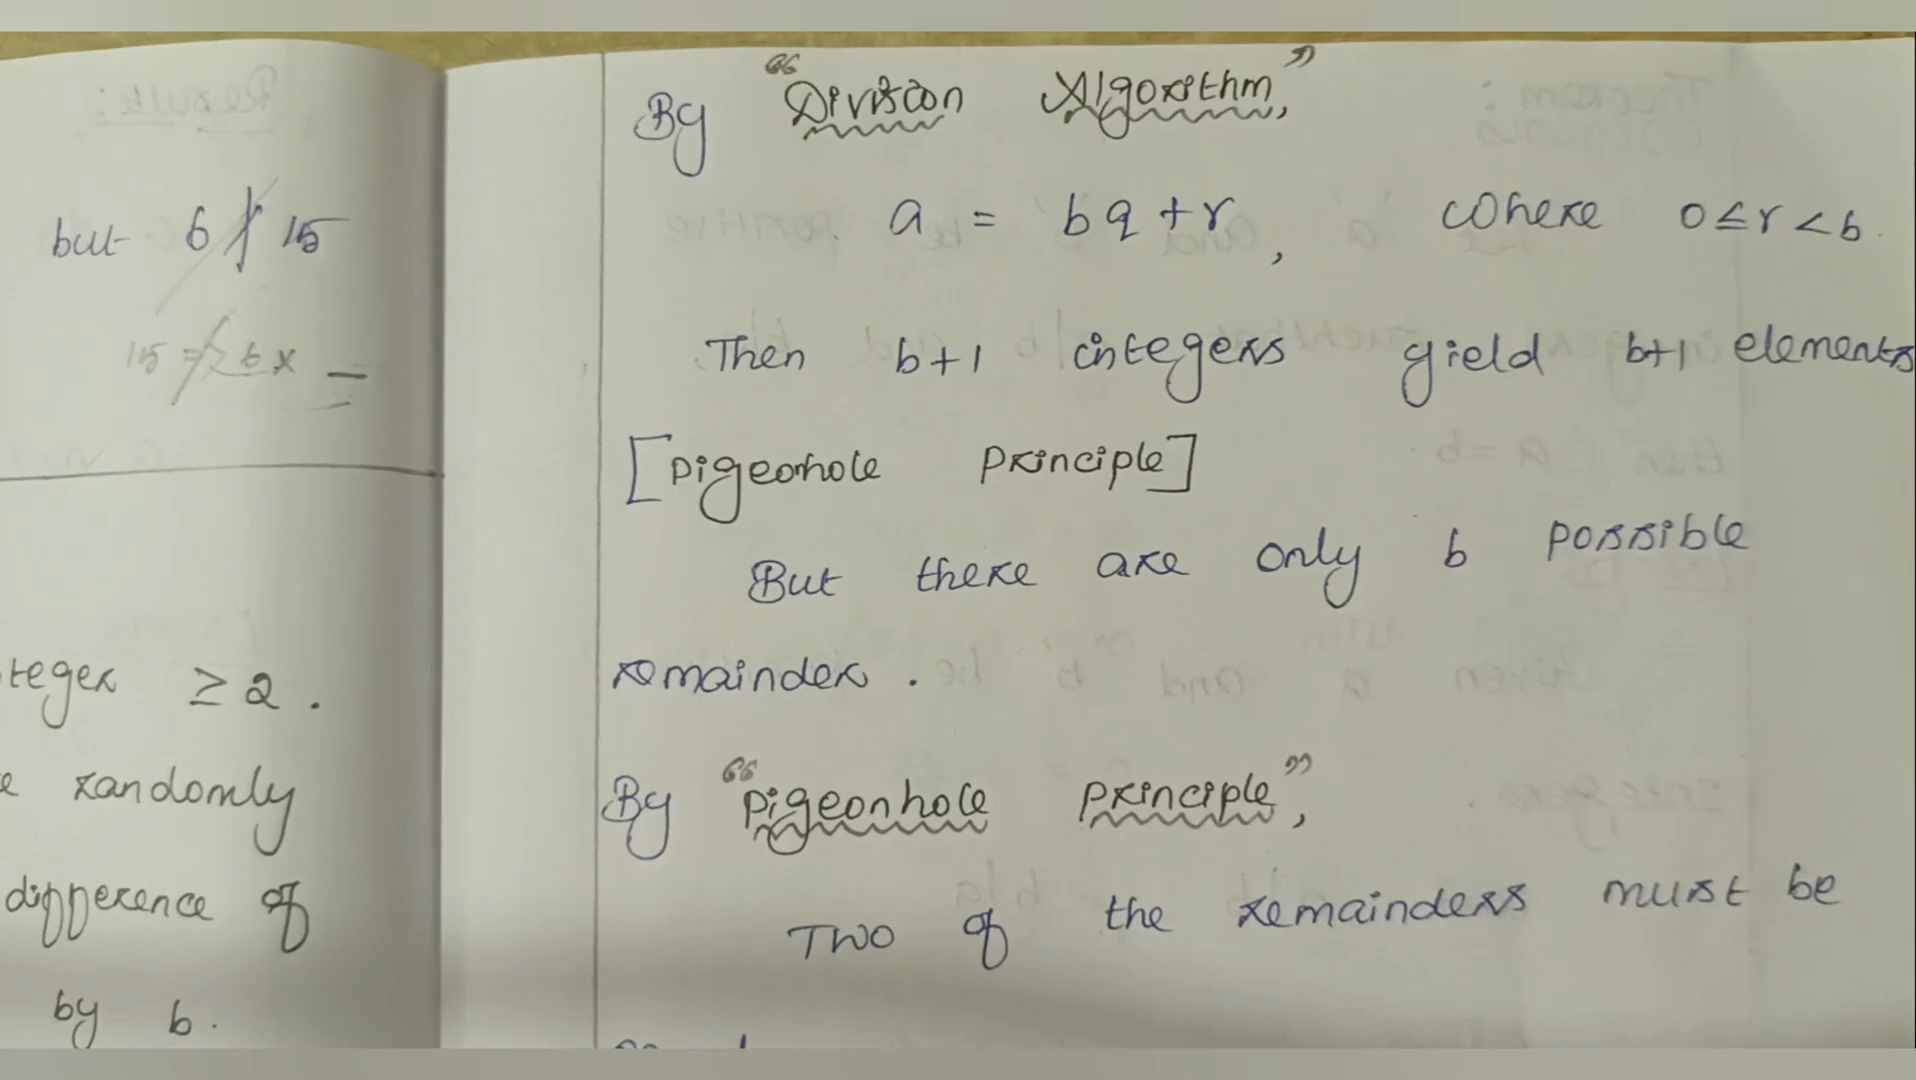 but 6 ∤ 15
15 ≠> 6 x
teger ≥ 2 .
randomly
difference of
by b .
By “Division Algorithm,”
a = bq + r , where 0 ≤ r < b .
Then b+1 integers yield b+1 elements
[pigeonhole principle]
But there are only b possible
remainder .
By “pigeonhole principle”,
Two of the remainders must be